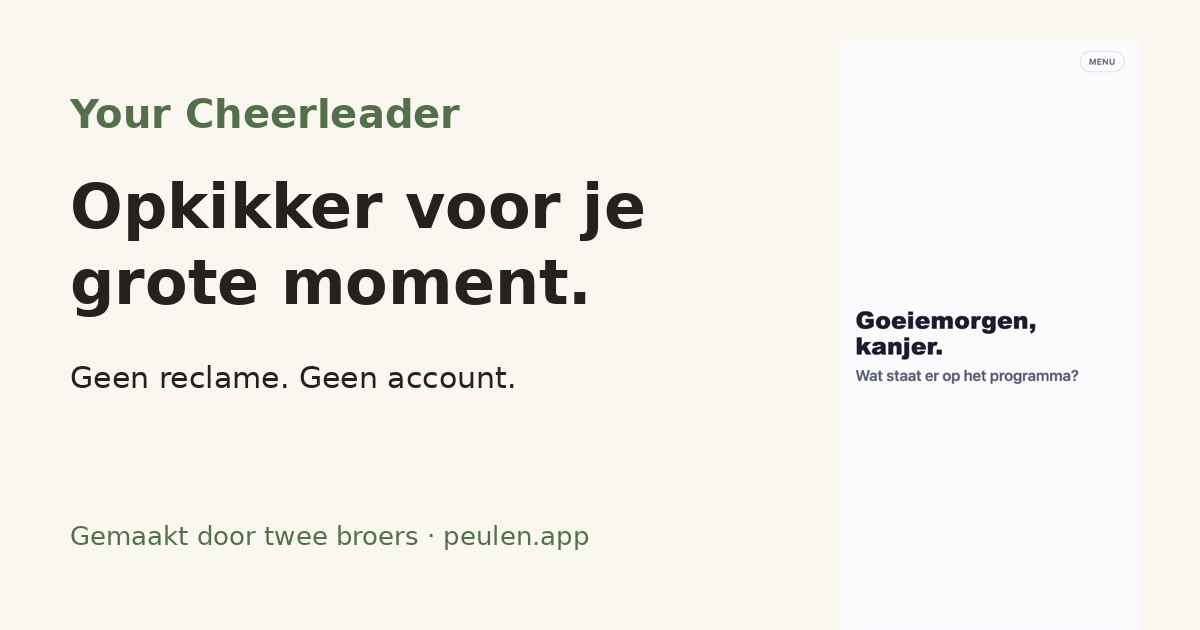 Your Cheerleader
Opkikker voor je
grote moment.
Geen reclame. Geen account.
Gemaakt door twee broers · peulen.app
MENU
Goeiemorgen,
kanjer.
Wat staat er op het programma?